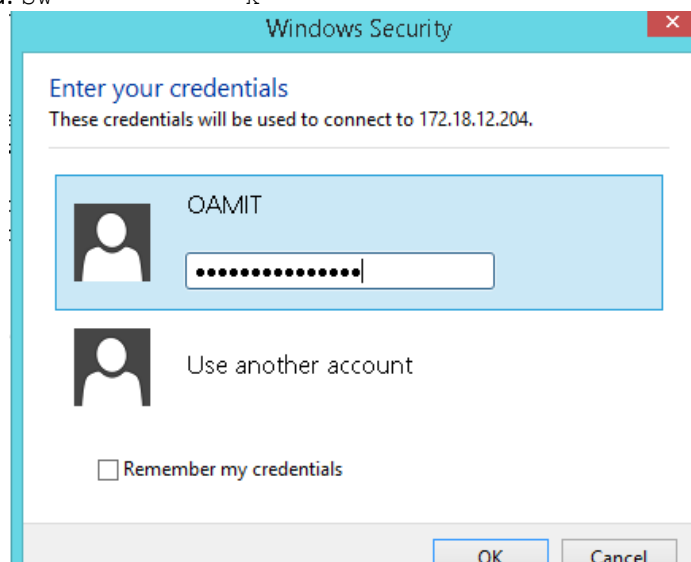 Windows Security
Enter your credentials
These credentials will be used to connect to 172.18.12.204.
OAMIT
●●●●●●●●●●●●●●●
Use another account
Remember my credentials
OK
Cancel